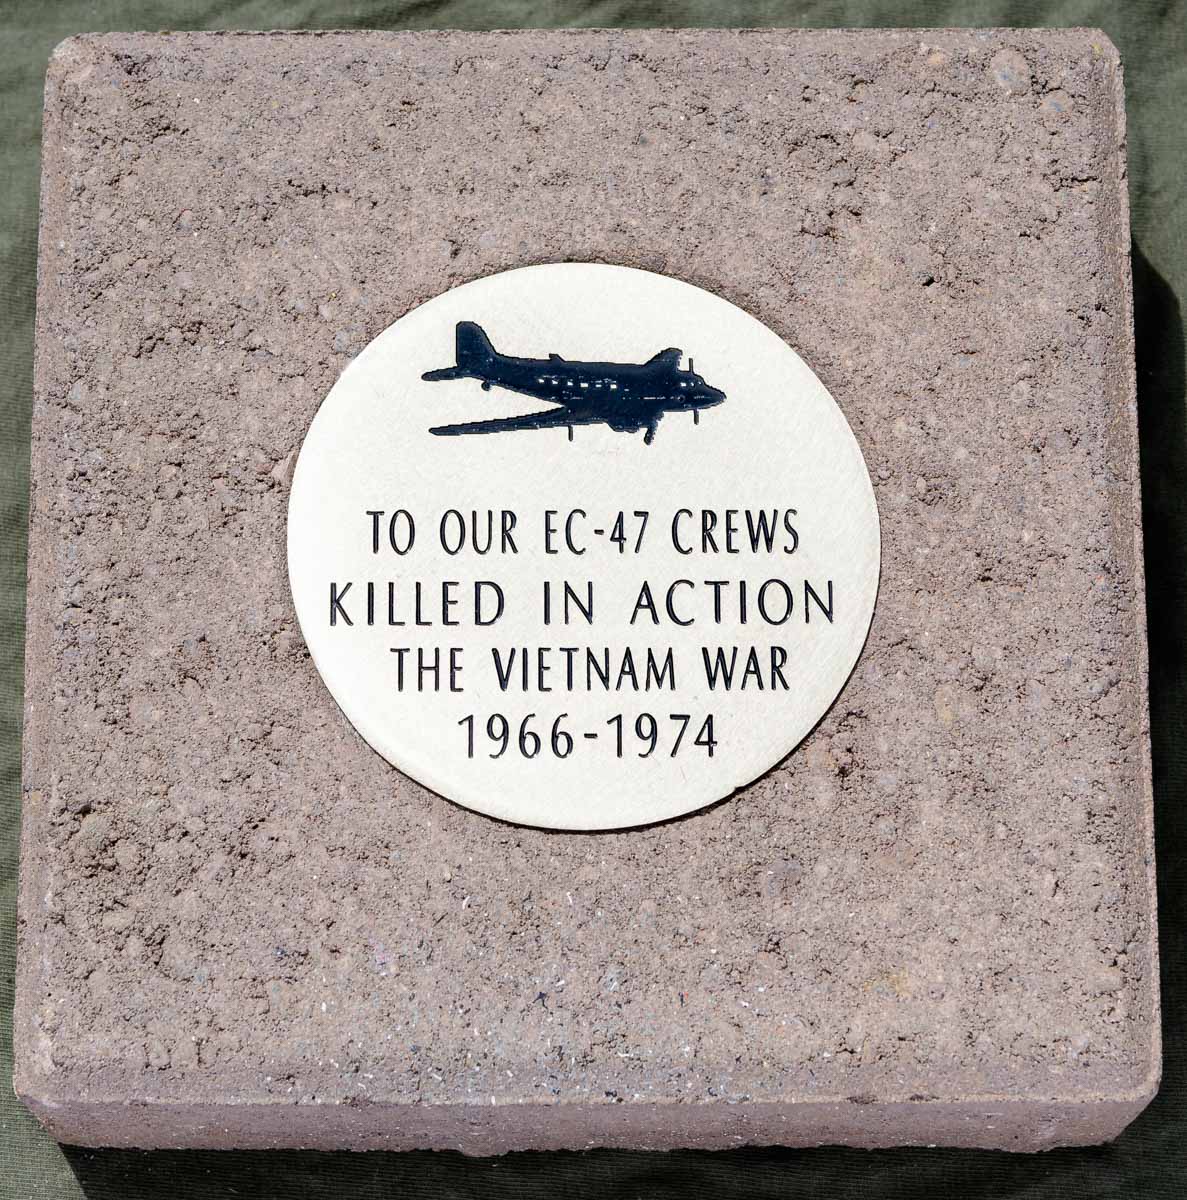 TO OUR EC-47 CREWS
KILLED IN ACTION
THE VIETNAM WAR
1966-1974